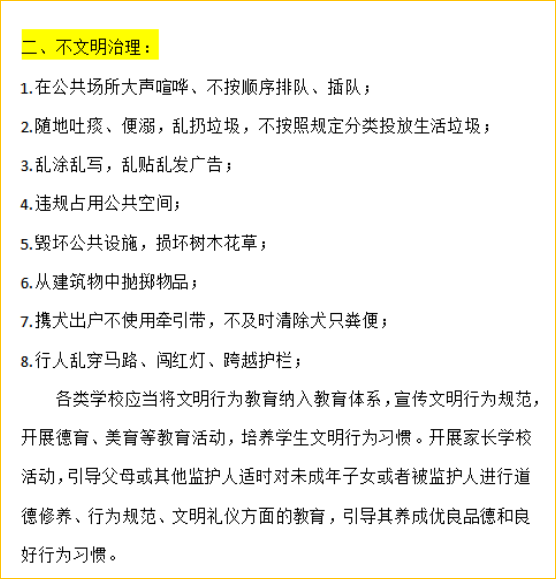 二、不文明治理：
1.在公共场所大声喧哗、不按顺序排队、插队；
2.随地吐痰、便溺，乱扔垃圾，不按照规定分类投放生活垃圾；
3.乱涂乱写，乱贴乱发广告；
4.违规占用公共空间；
5.毁坏公共设施，损坏树木花草；
6.从建筑物中抛掷物品；
7.携犬出户不使用牵引带，不及时清除犬只粪便；
8.行人乱穿马路、闯红灯、跨越护栏；
各类学校应当将文明行为教育纳入教育体系，宣传文明行为规范，
开展德育、美育等教育活动，培养学生文明行为习惯。开展家长学校
活动，引导父母或其他监护人适时对未成年子女或者被监护人进行道
德修养、行为规范、文明礼仪方面的教育，引导其养成优良品德和良
好行为习惯。